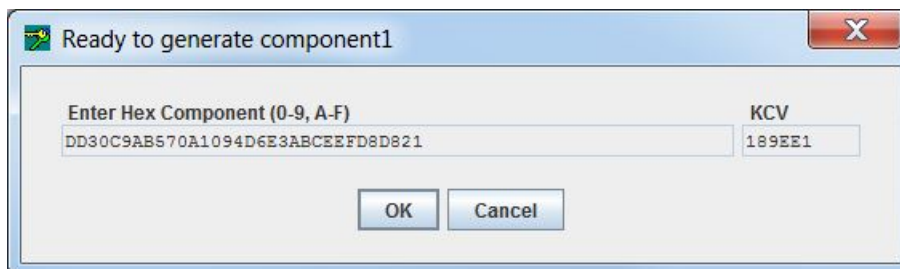 Ready to generate component1
X
Enter Hex Component (0-9, A-F) KCV
DD30C9AB570A1094D6E3ABCEEFD8D821 189EE1
OK Cancel